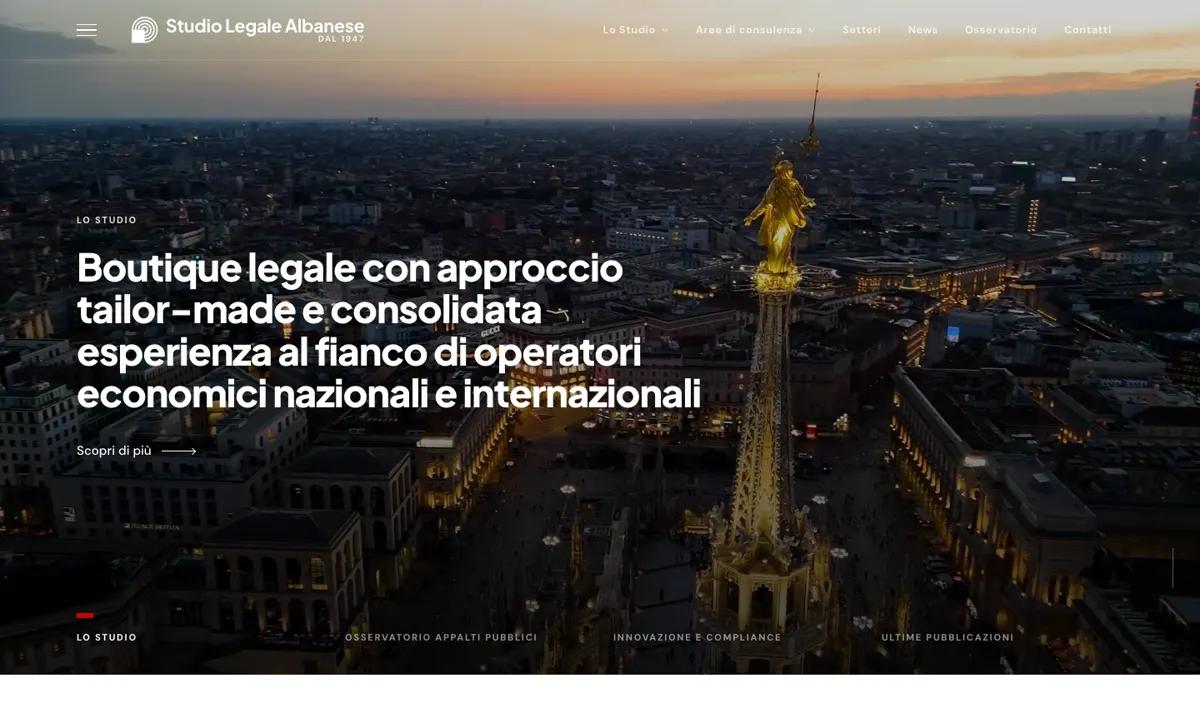 Studio Legale Albanese
DAL 1947
Lo Studio
Aree di consulenza
Settori
News
Osservatorio
Contatti
LO STUDIO
Boutique legale con approccio
tailor-made e consolidata
esperienza al fianco di operatori
economici nazionali e internazionali
GUCCI
Scopri di più
LO STUDIO
OSSERVATORIO APPALTI PUBBLICI
INNOVAZIONE E COMPLIANCE
ULTIME PUBBLICAZIONI